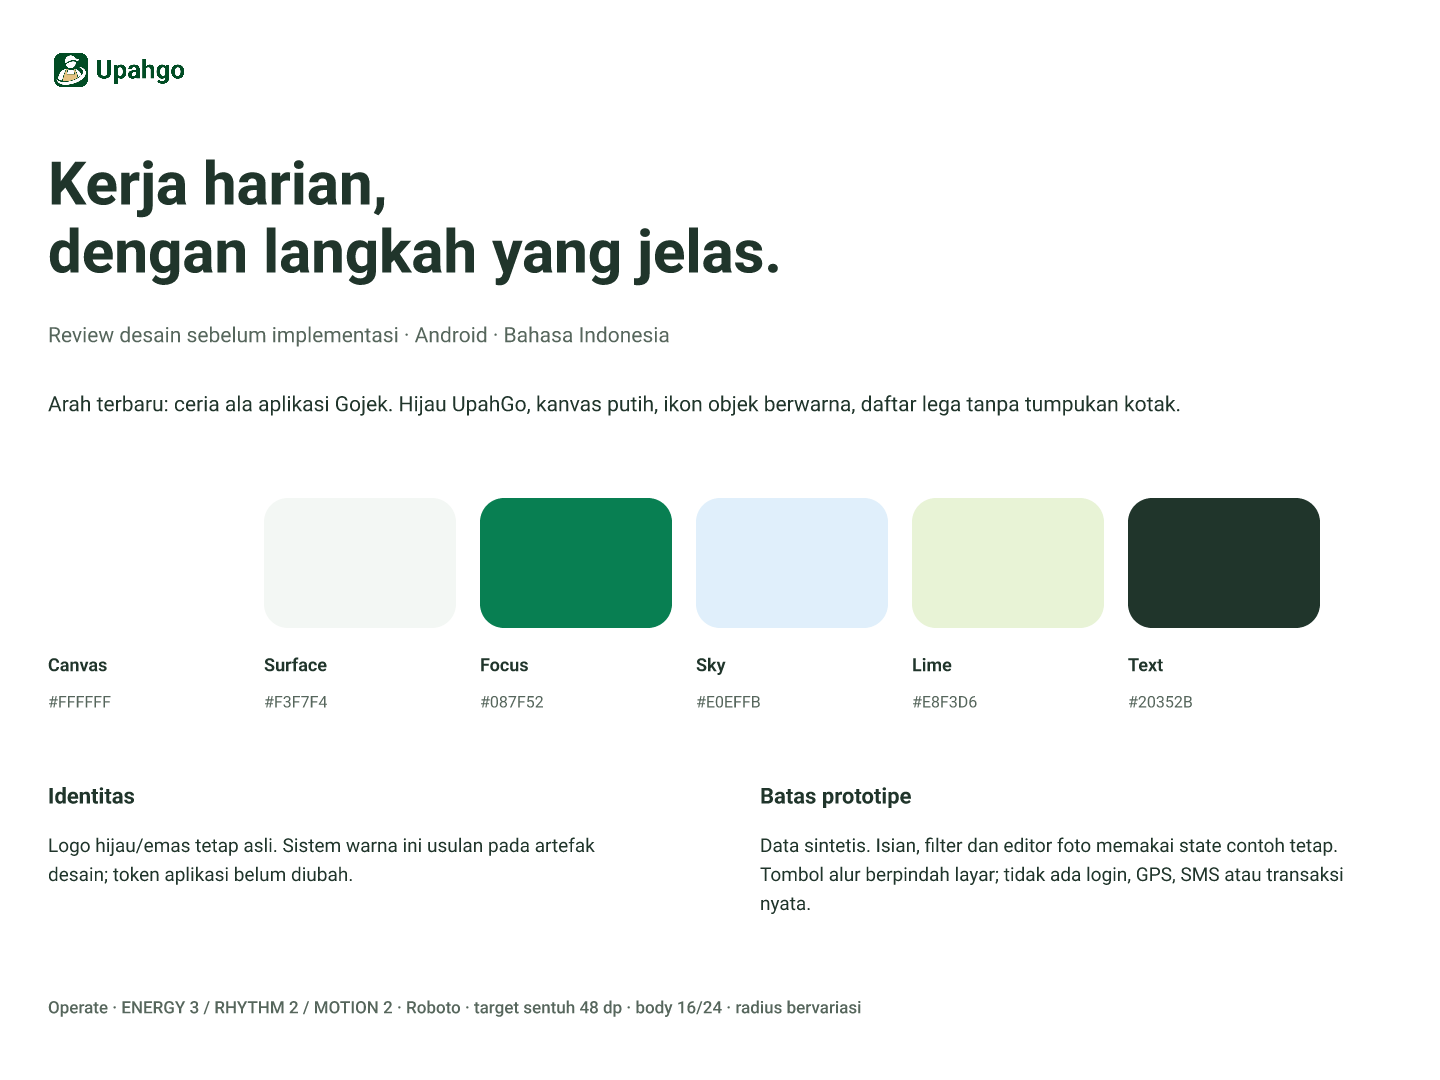 Upahgo
Kerja harian,
dengan langkah yang jelas.
Review desain sebelum implementasi · Android · Bahasa Indonesia
Arah terbaru: ceria ala aplikasi Gojek. Hijau UpahGo, kanvas putih, ikon objek berwarna, daftar lega tanpa tumpukan kotak.
Canvas
#FFFFFF
Surface
#F3F7F4
Focus
#087F52
Sky
#E0EFFB
Lime
#E8F3D6
Text
#20352B
Identitas
Logo hijau/emas tetap asli. Sistem warna ini usulan pada artefak
desain; token aplikasi belum diubah.
Batas prototipe
Data sintetis. Isian, filter dan editor foto memakai state contoh tetap.
Tombol alur berpindah layar; tidak ada login, GPS, SMS atau transaksi
nyata.
Operate · ENERGY 3 / RHYTHM 2 / MOTION 2 · Roboto · target sentuh 48 dp · body 16/24 · radius bervariasi